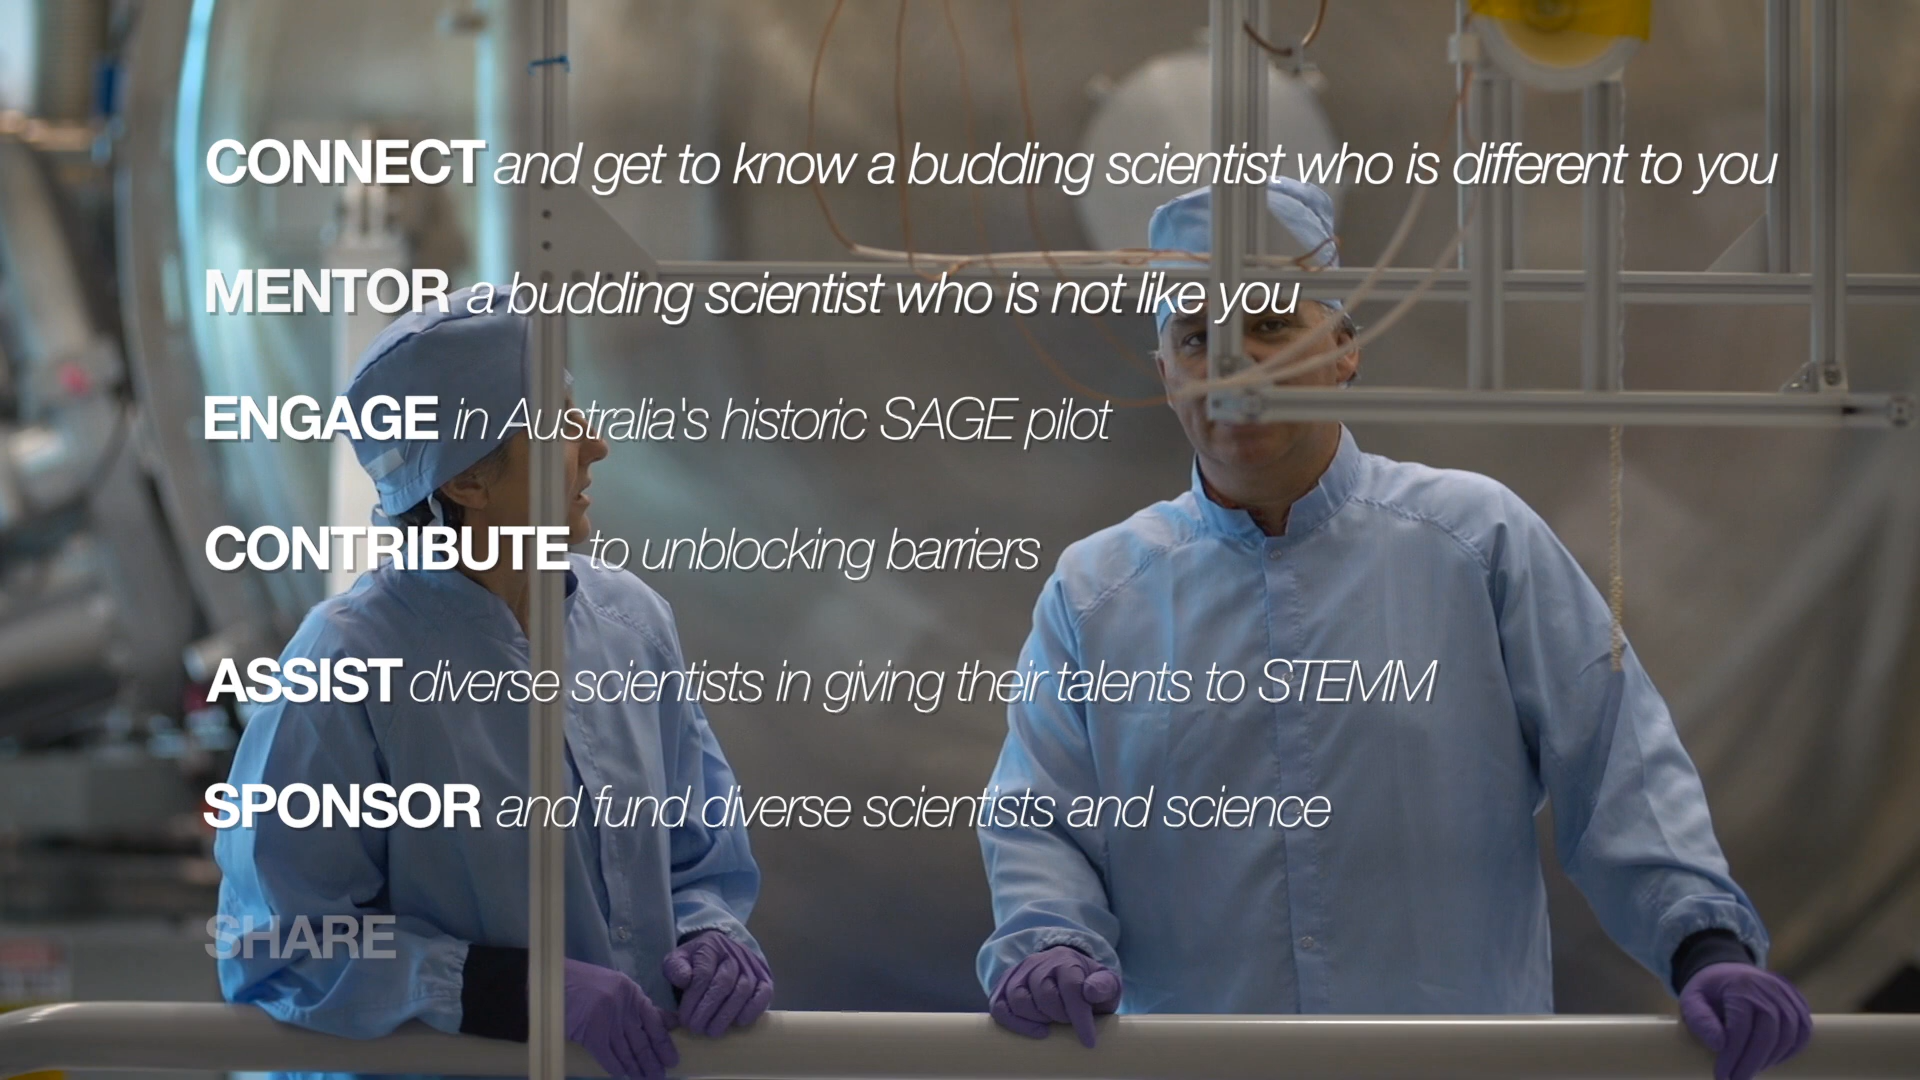 CONNECT and get to know a budding scientist who is different to you
MENTOR a budding scientist who is not like you
ENGAGE in Australia's historic SAGE pilot
CONTRIBUTE to unblocking barriers
ASSIST diverse scientists in giving their talents to STEMM
SPONSOR and fund diverse scientists and science
SHARE